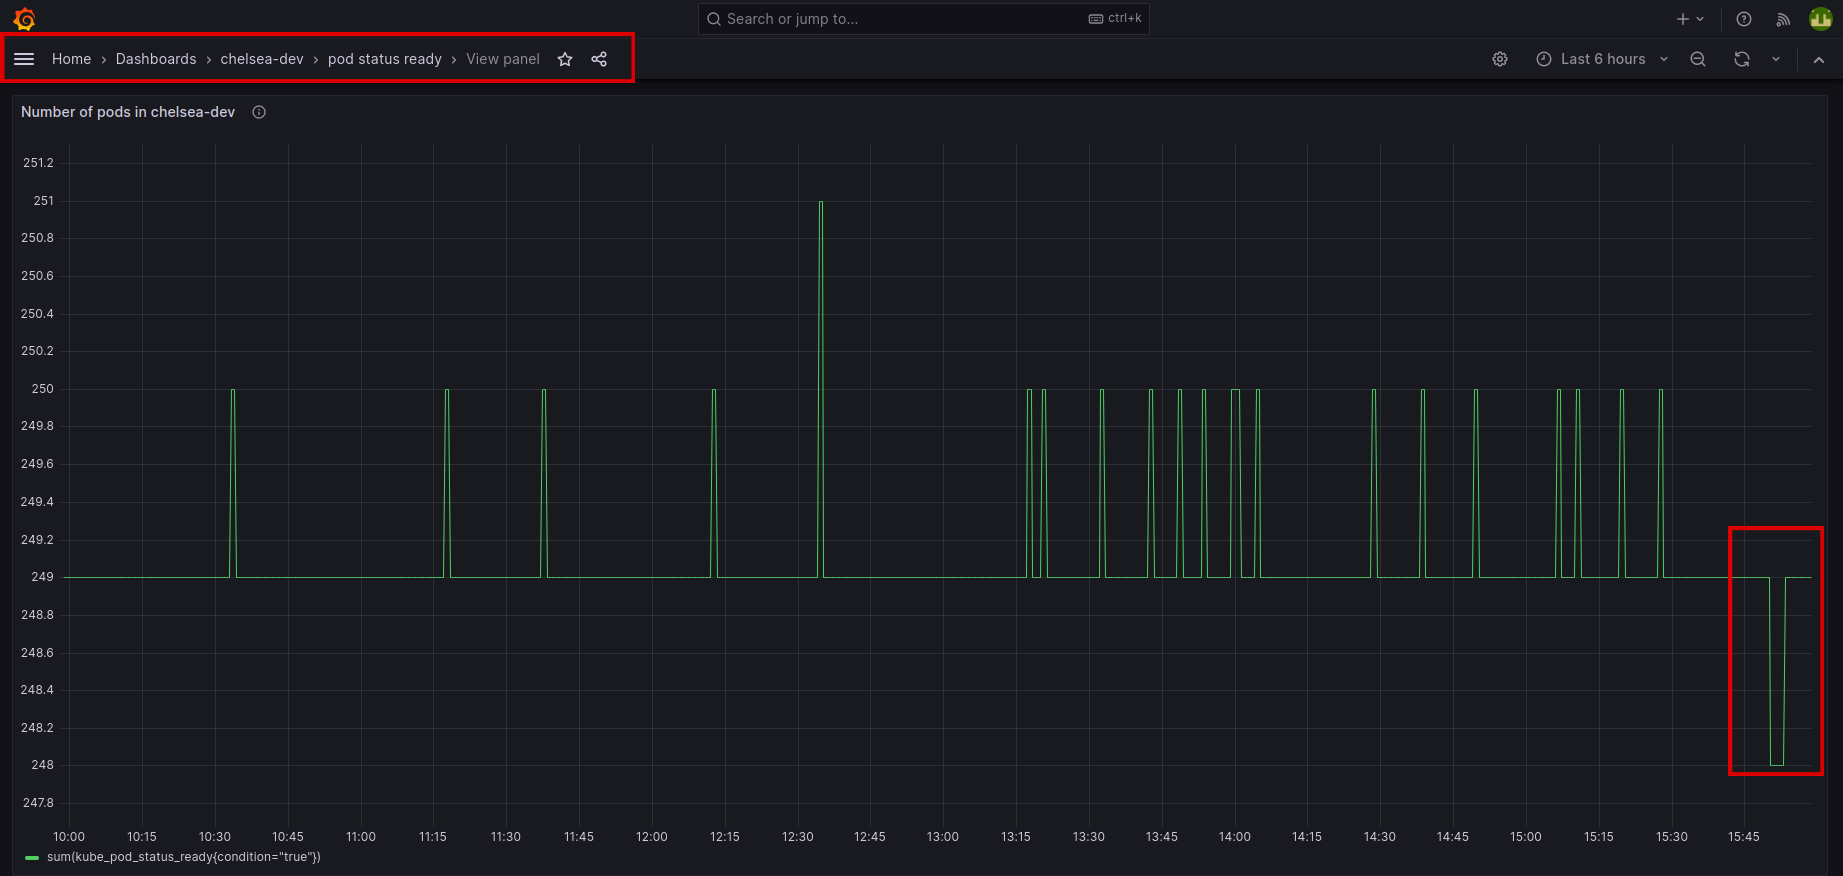 Search or jump to...
ctrl+k
Home › Dashboards › chelsea-dev › pod status ready › View panel
Last 6 hours
Number of pods in chelsea-dev
251.2
251
250.8
250.6
250.4
250.2
250
249.8
249.6
249.4
249.2
249
248.8
248.6
248.4
248.2
248
247.8
10:00 10:15 10:30 10:45 11:00 11:15 11:30 11:45 12:00 12:15 12:30 12:45 13:00 13:15 13:30 13:45 14:00 14:15 14:30 14:45 15:00 15:15 15:30 15:45
sum(kube_pod_status_ready{condition="true"})